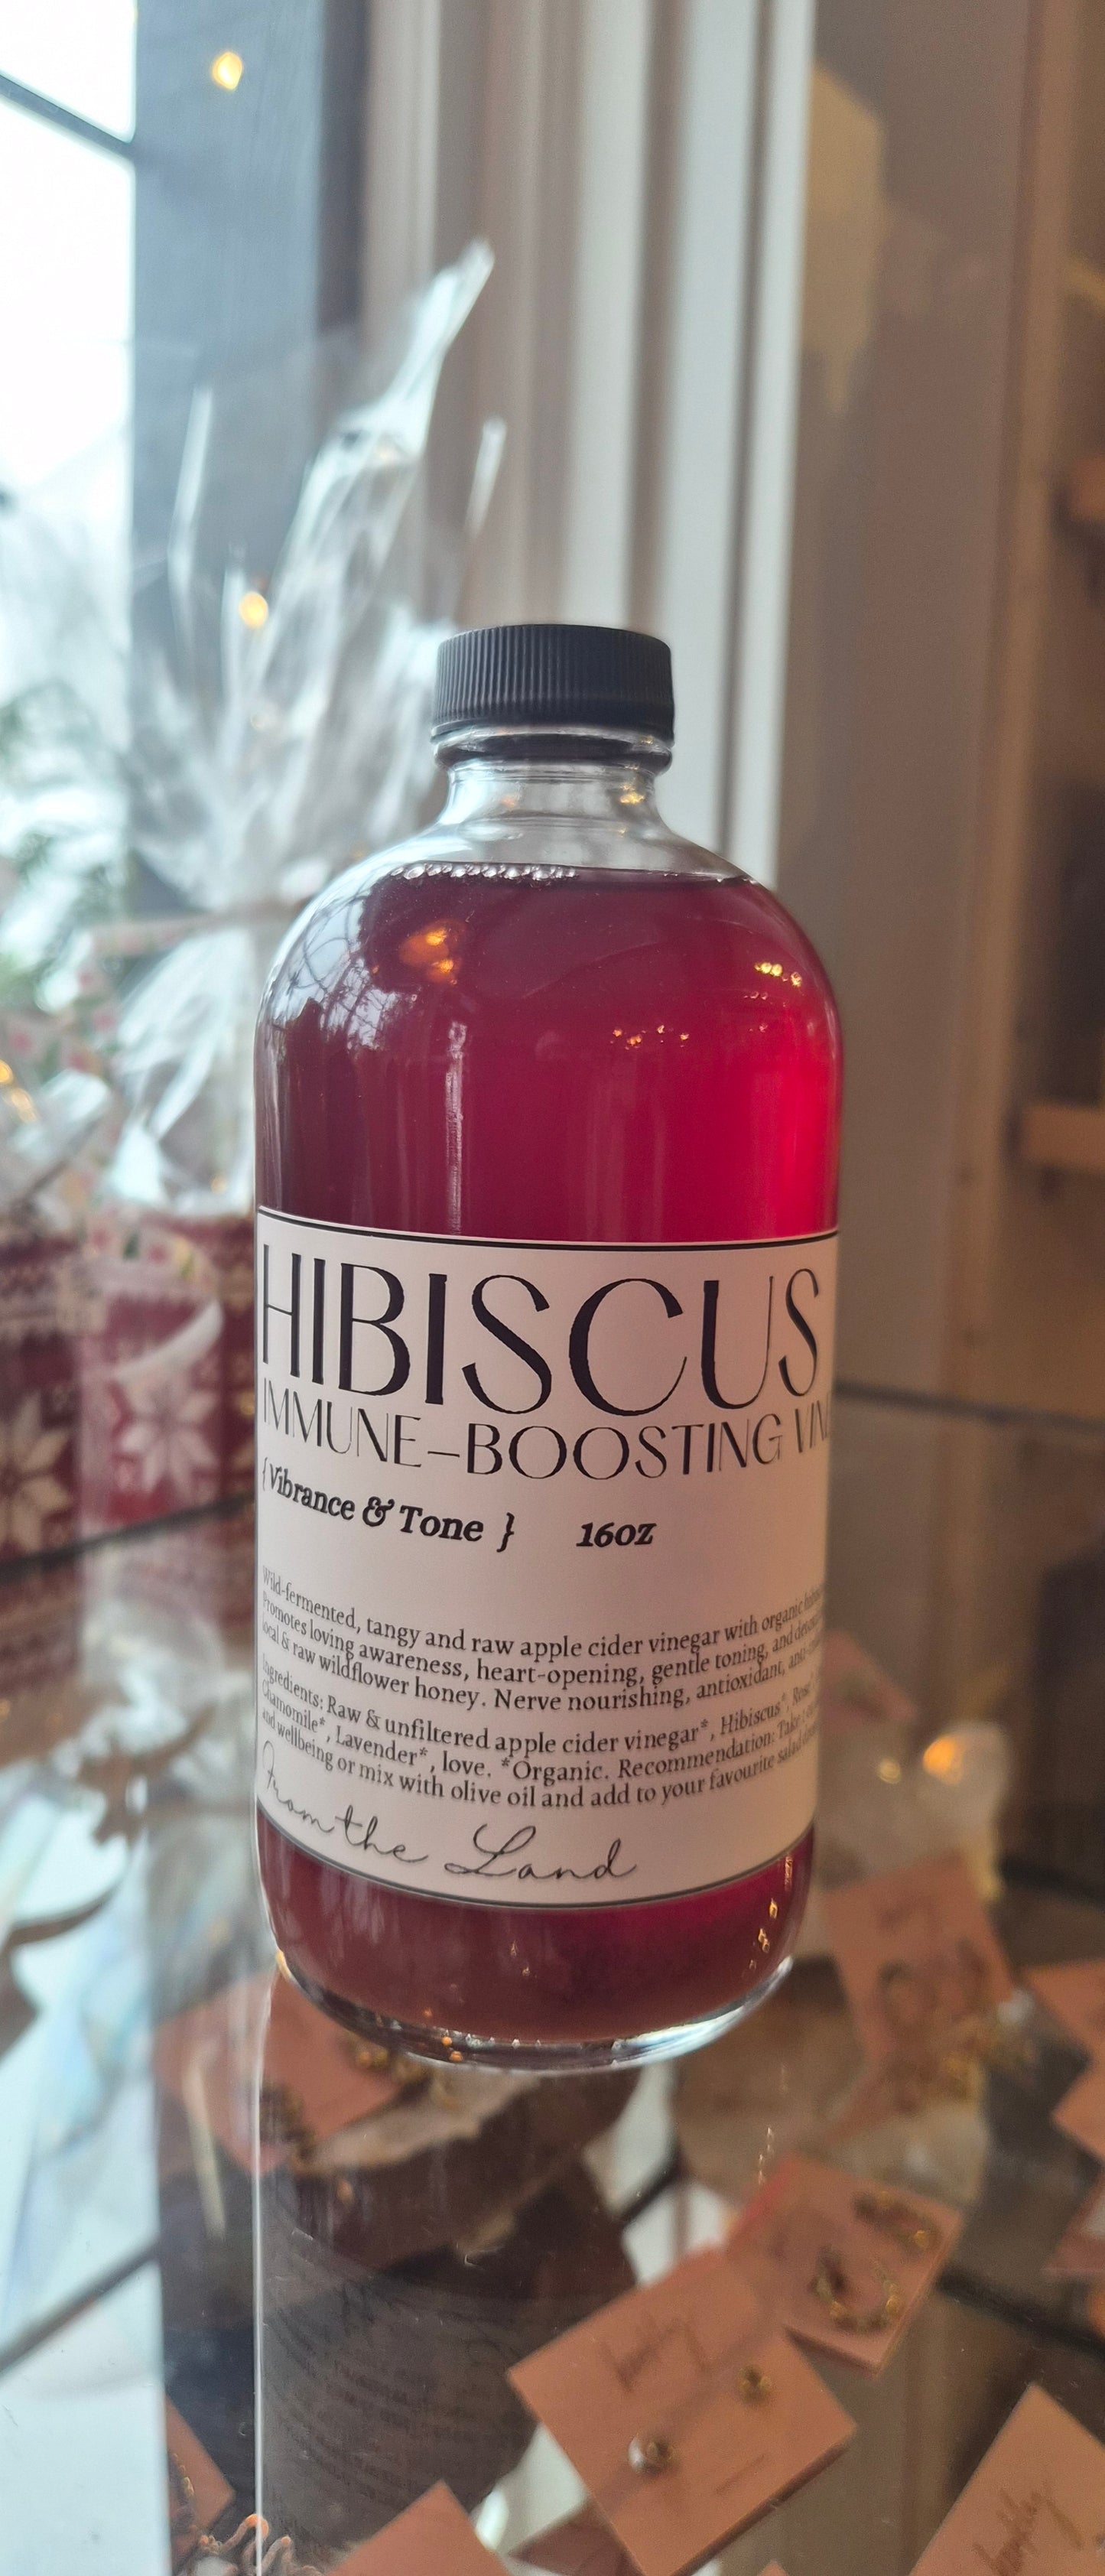 HIBISCUS
IMMUNE-BOOSTING
{ Vibrance & Tone } 16oz
Wild-fermented, tangy and raw apple cider vinegar with organic
Promotes loving awareness, heart-opening, gentle toning, and
local & raw wildflower honey. Nerve nourishing, antioxidant,
Ingredients: Raw & unfiltered apple cider vinegar*, Hibiscus*,
Chamomile*, Lavender*, love. *Organic. Recommendation: Take
and wellbeing or mix with olive oil and add to your favourite salad
From the Land